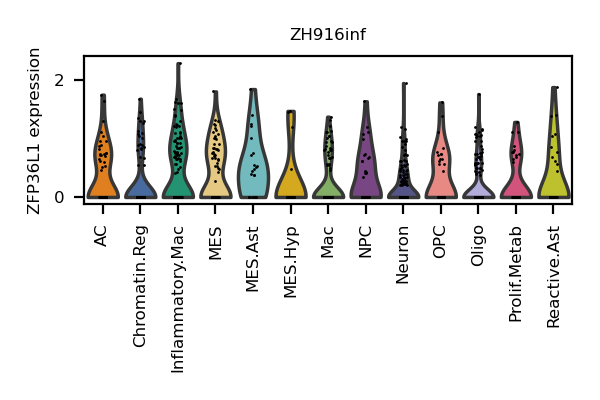 ZH916inf
ZFP36L1 expression
2
0
AC
Chromatin.Reg
Inflammatory.Mac
MES
MES.Ast
MES.Hyp
Mac
NPC
Neuron
OPC
Oligo
Prolif.Metab
Reactive.Ast